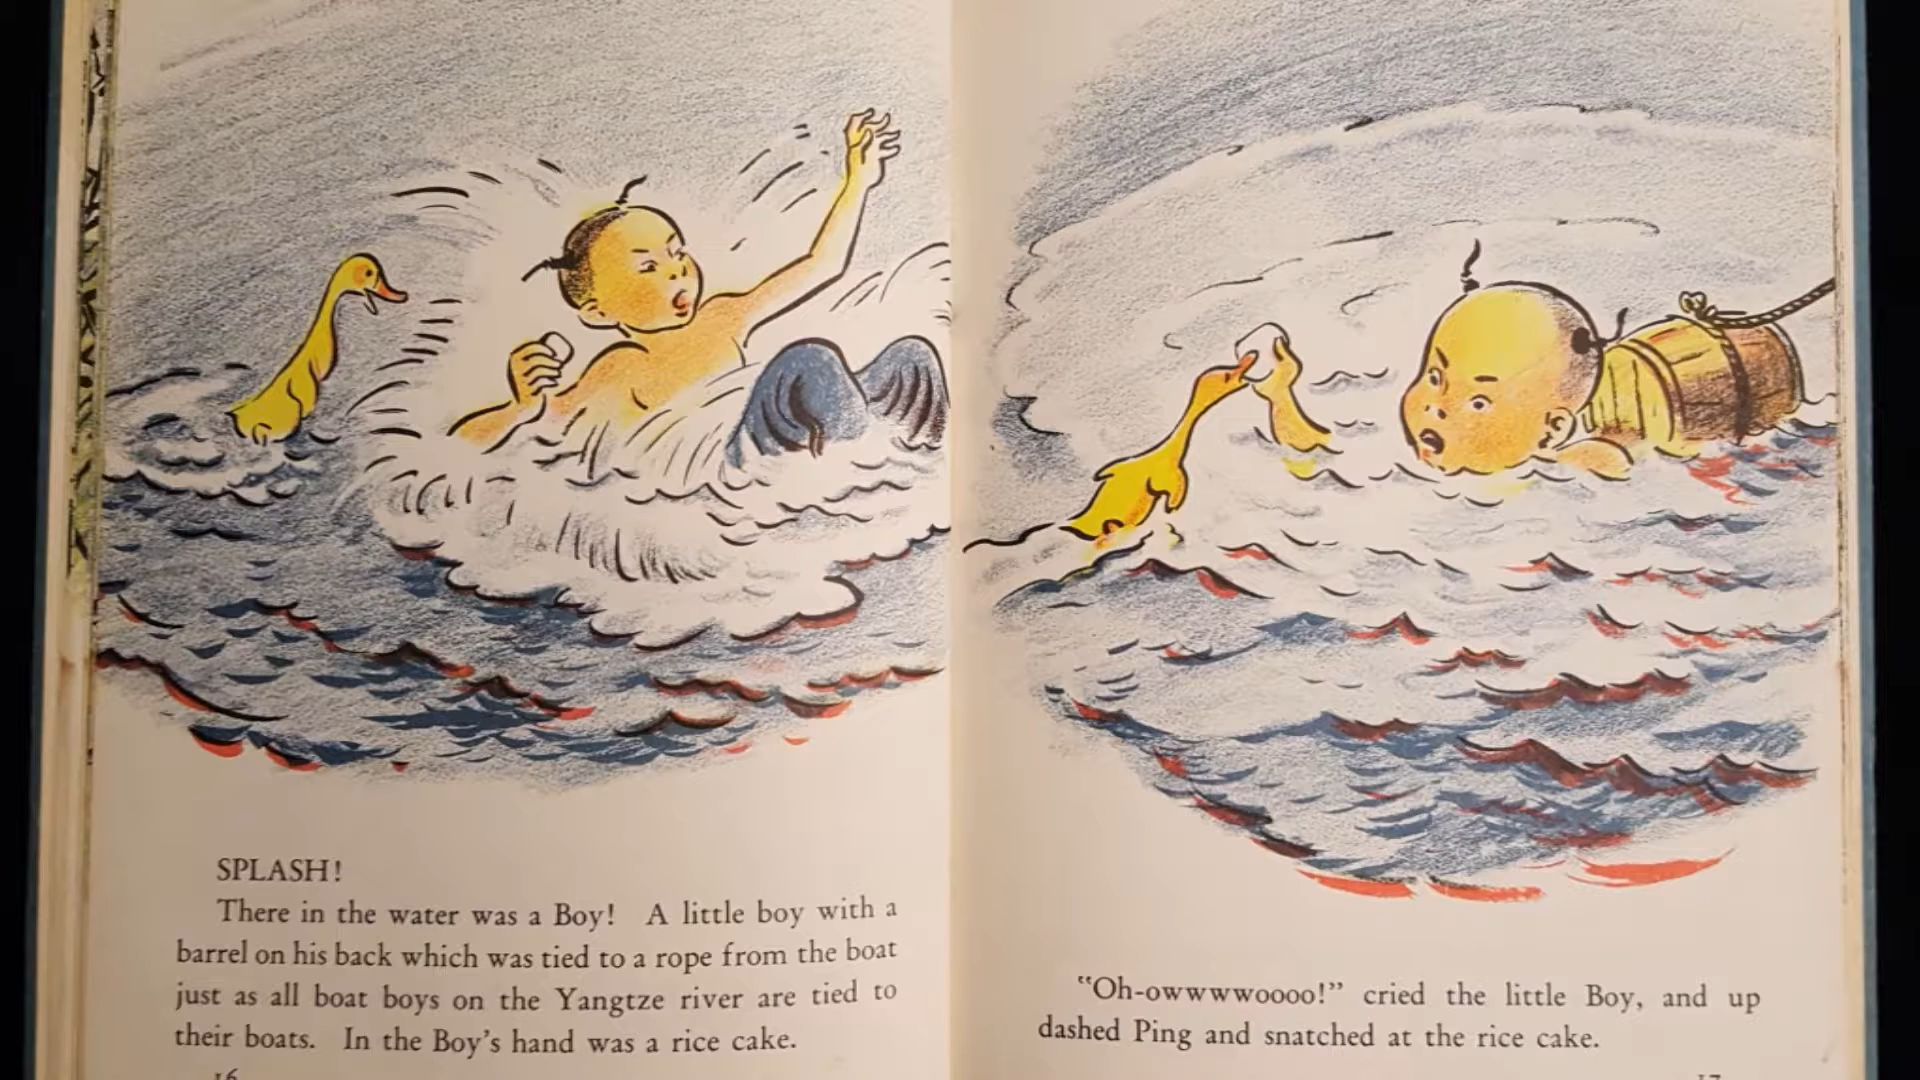 SPLASH!
There in the water was a Boy! A little boy with a
barrel on his back which was tied to a rope from the boat
just as all boat boys on the Yangtze river are tied to
their boats. In the Boy's hand was a rice cake.
16
"Oh-owwwwoooo!" cried the little Boy, and up
dashed Ping and snatched at the rice cake.
17